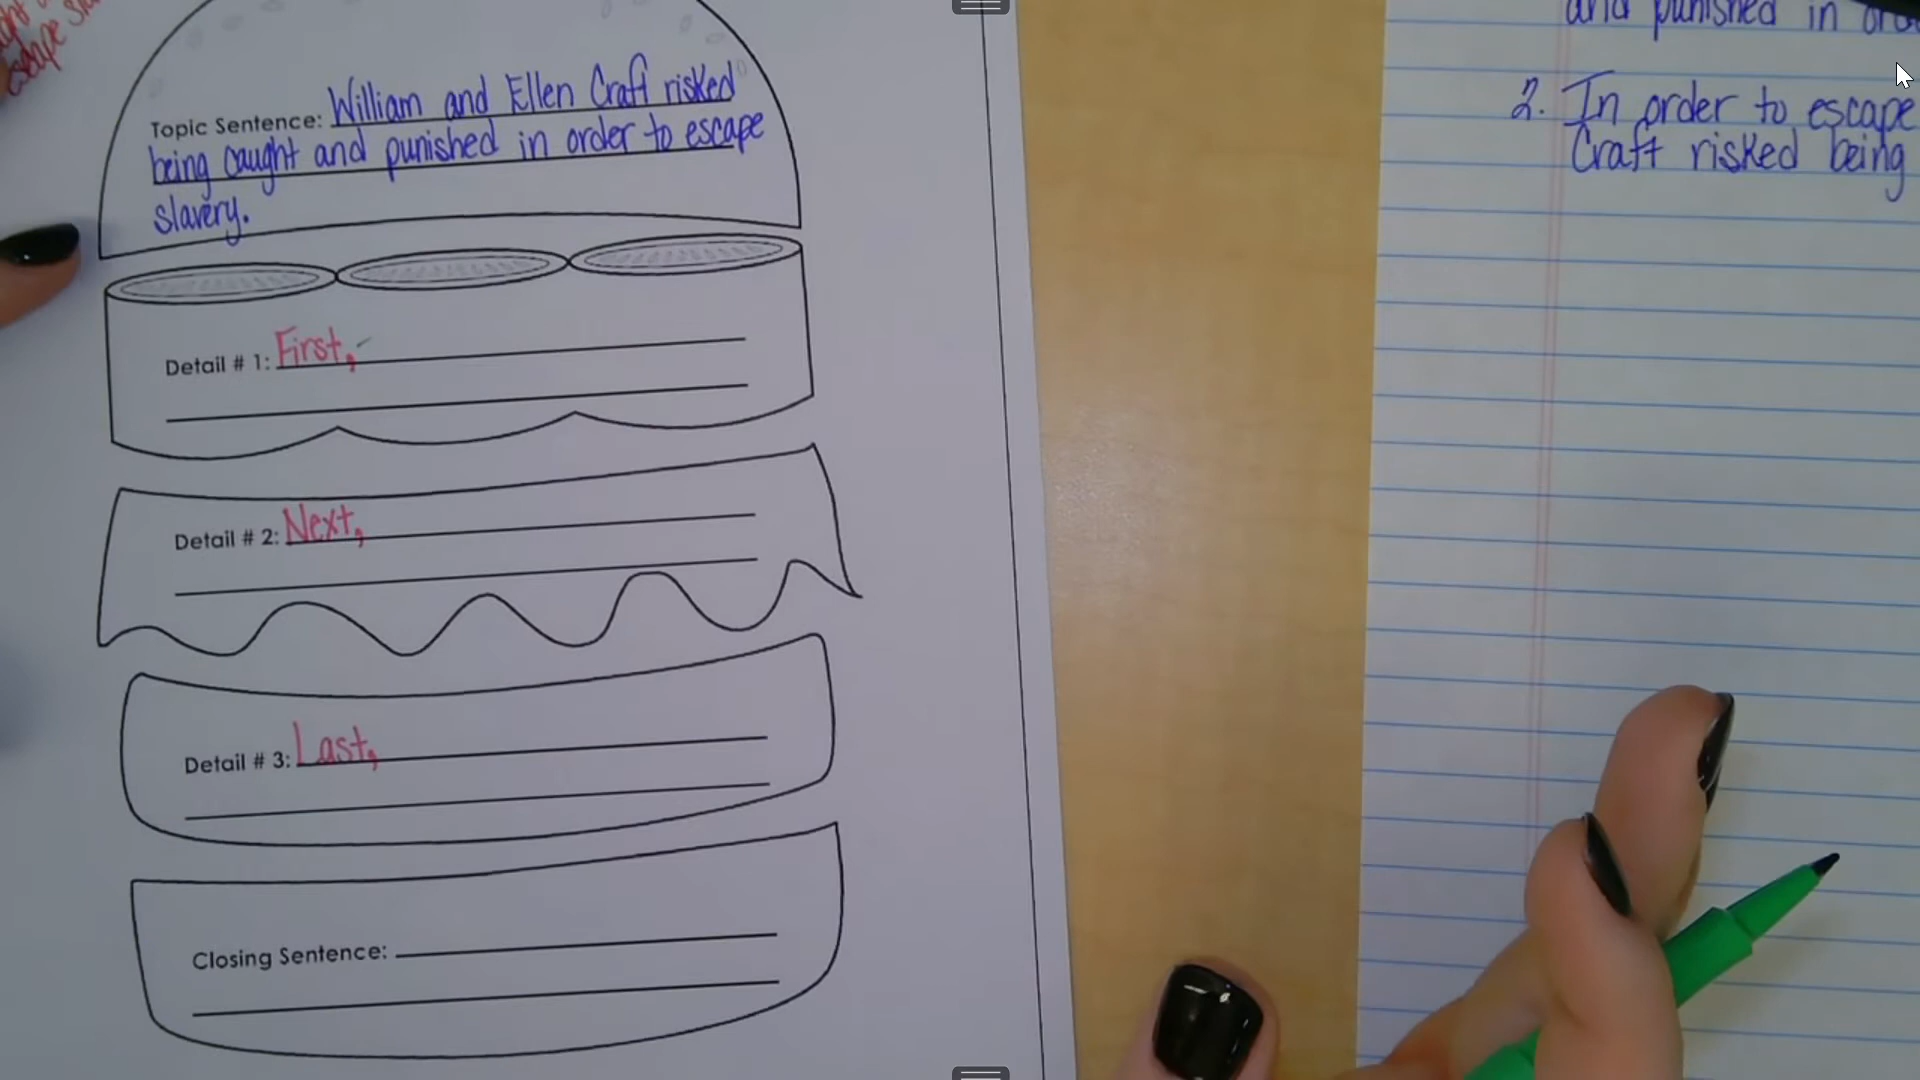 escape
Topic Sentence: William and Ellen Craft risked
being caught and punished in order to escape
slavery.
Detail # 1: First,
Detail # 2: Next,
Detail # 3: Last,
Closing Sentence:
and punished in
2. In order to escape
Craft risked being